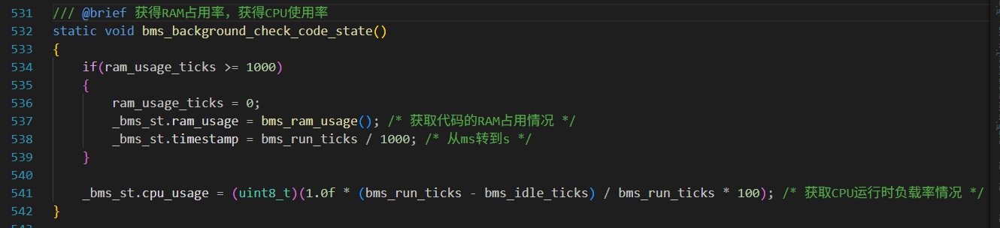 531 /// @brief 获得RAM占用率，获得CPU使用率
532 static void bms_background_check_code_state()
533 {
534     if(ram_usage_ticks >= 1000)
535     {
536         ram_usage_ticks = 0;
537         _bms_st.ram_usage = bms_ram_usage(); /* 获取代码的RAM占用情况 */
538         _bms_st.timestamp = bms_run_ticks / 1000; /* 从ms转到s */
539     }
540
541     _bms_st.cpu_usage = (uint8_t)(1.0f * (bms_run_ticks - bms_idle_ticks) / bms_run_ticks * 100); /* 获取CPU运行时负载率情况 */
542 }